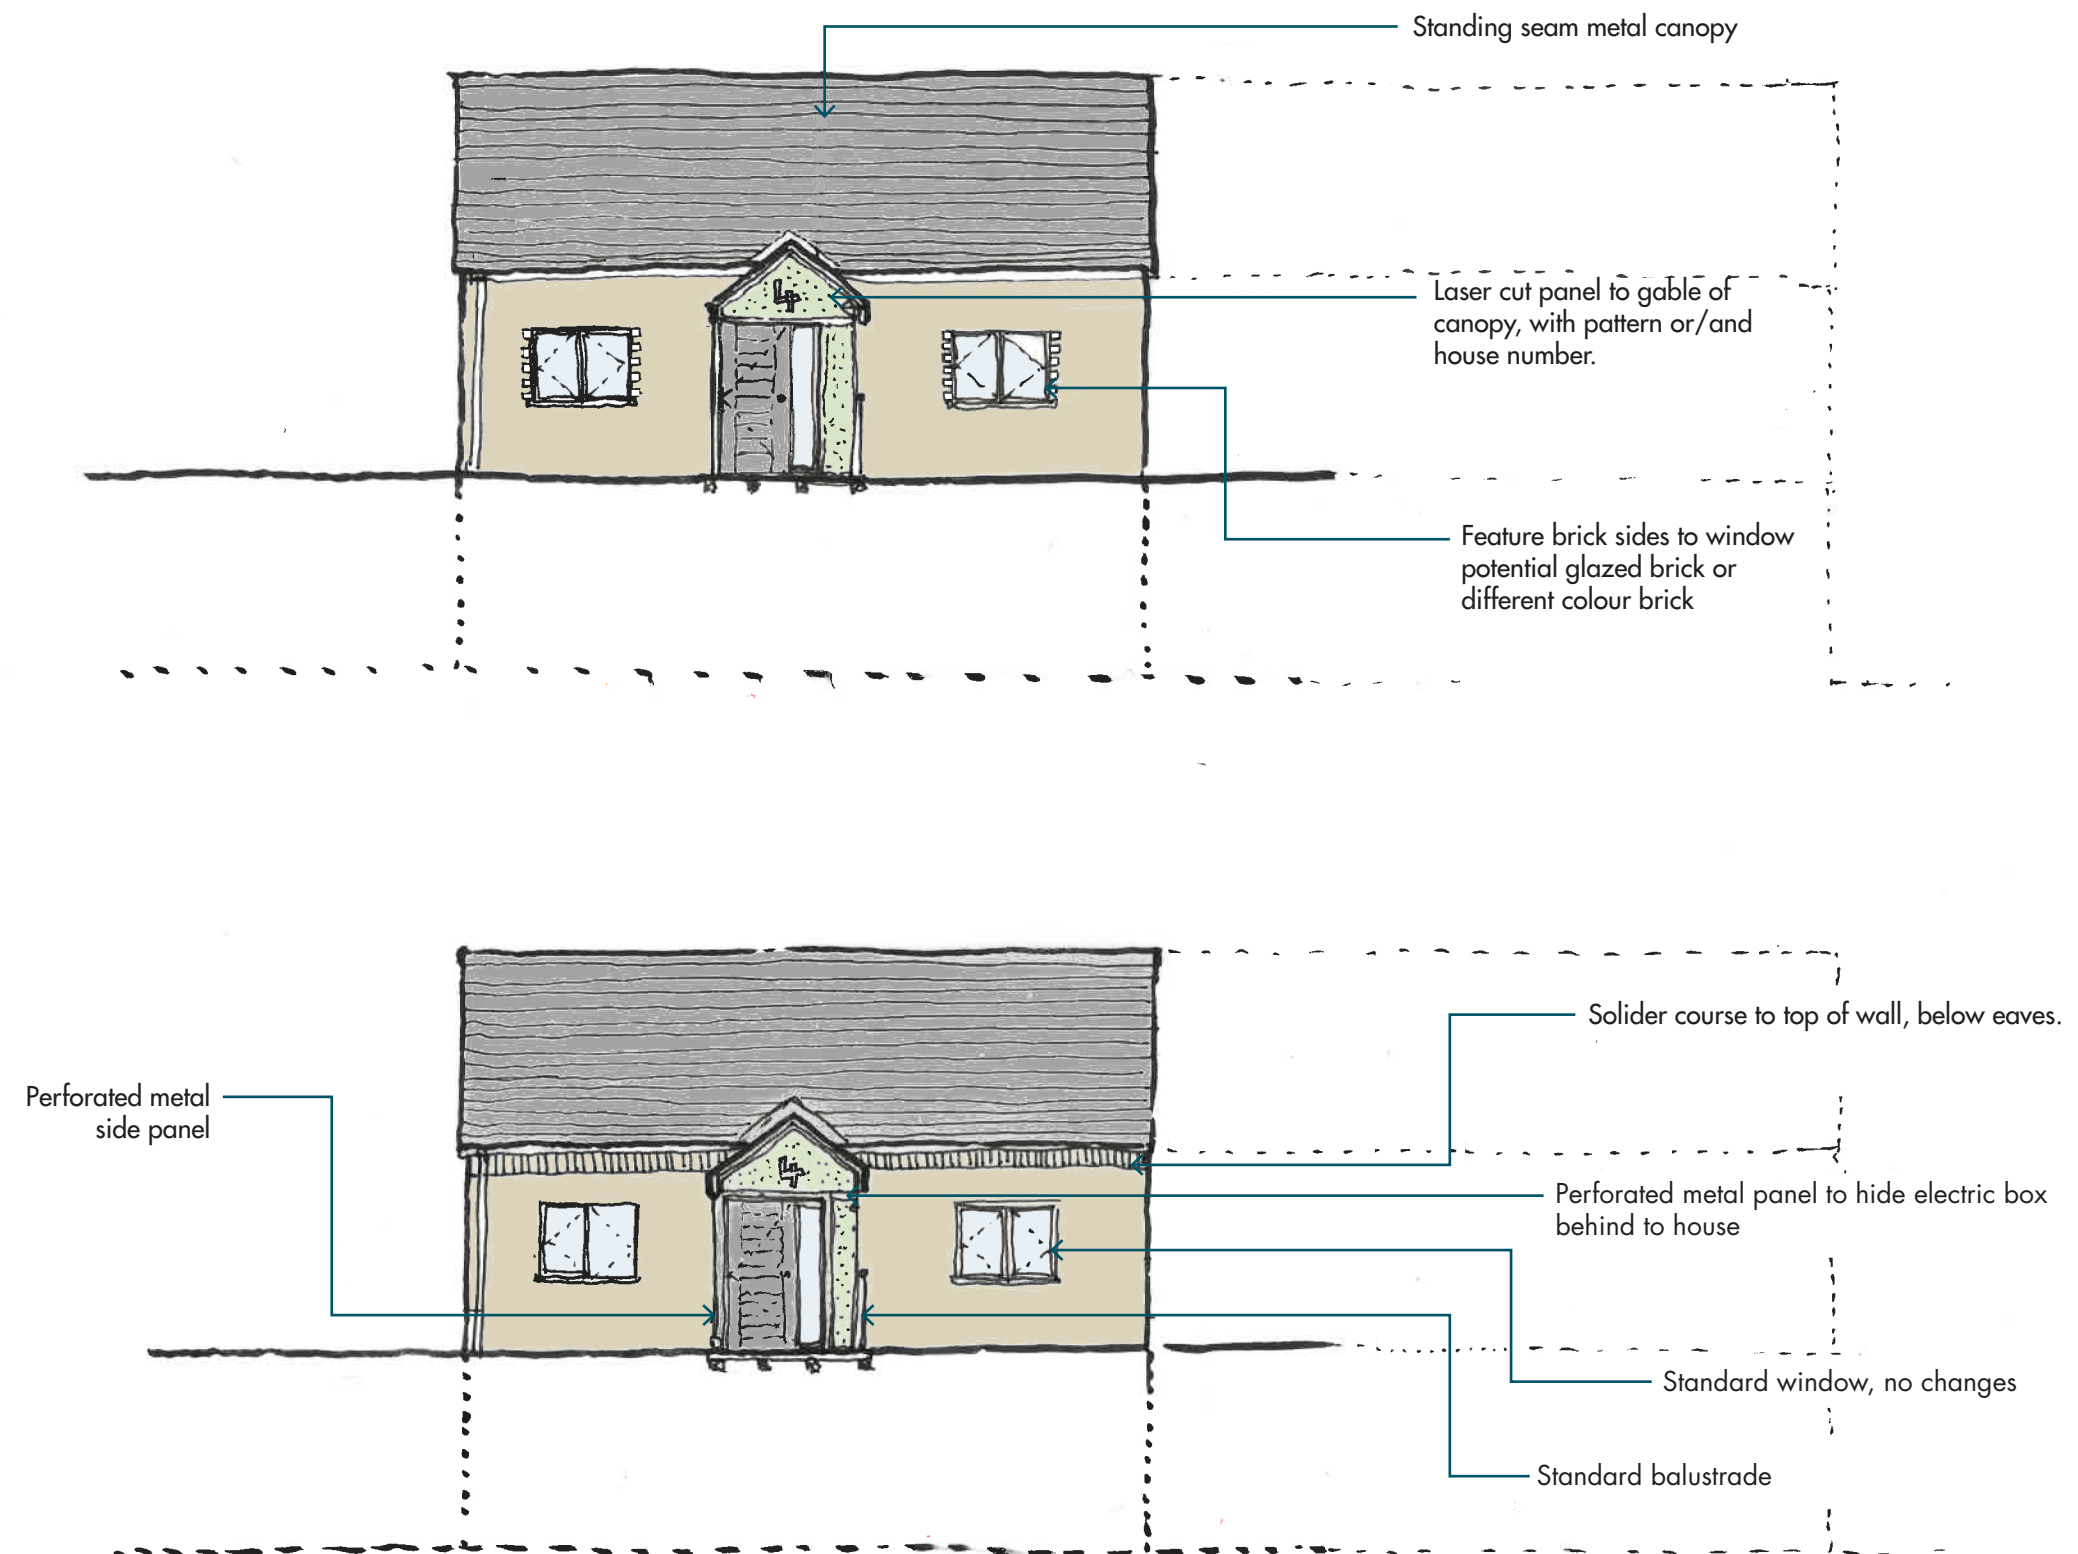 Standing seam metal canopy
4
Laser cut panel to gable of
canopy, with pattern or/and
house number.
Feature brick sides to window
potential glazed brick or
different colour brick
Solider course to top of wall, below eaves.
Perforated metal
side panel
4
Perforated metal panel to hide electric box
behind to house
Standard window, no changes
Standard balustrade